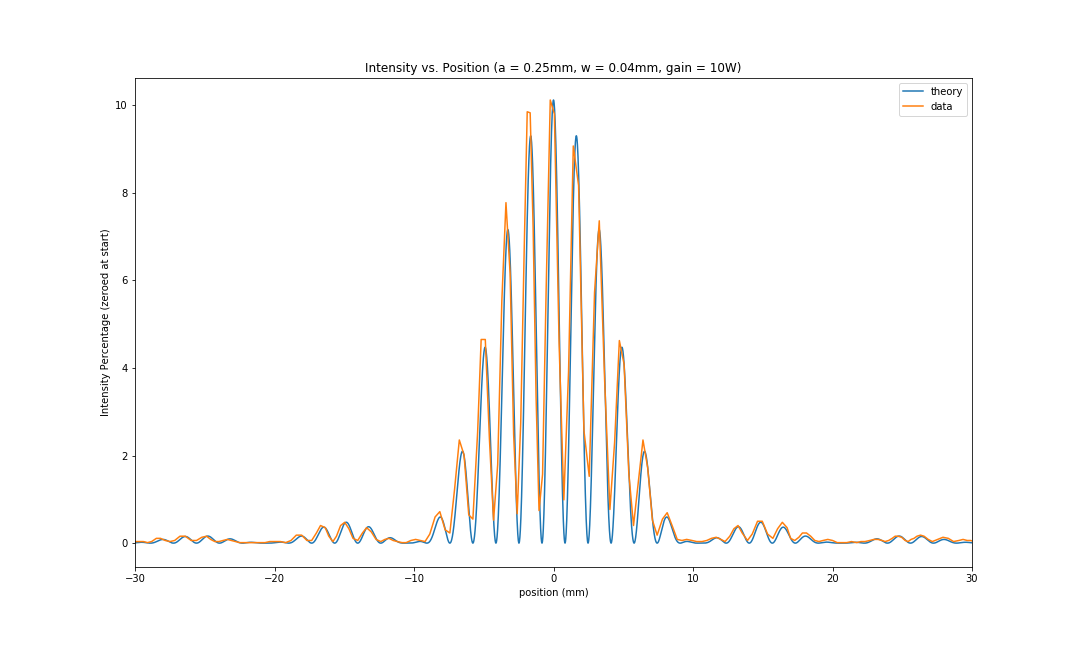 Intensity vs. Position (a = 0.25mm, w = 0.04mm, gain = 10W)
theory
data
Intensity Percentage (zeroed at start)
10
8
6
4
2
0
−30
−20
−10
0
10
20
30
position (mm)